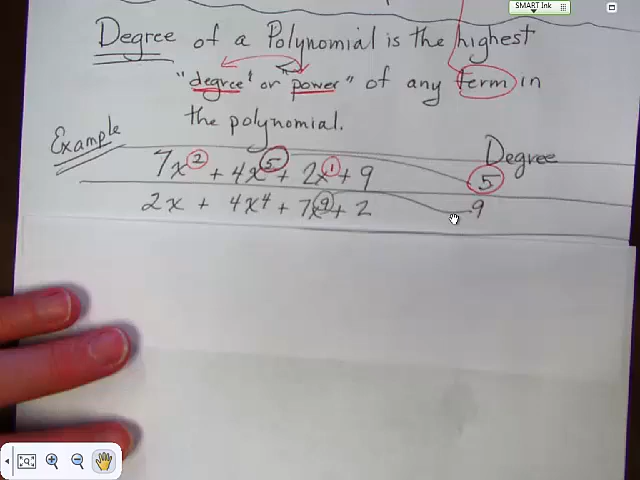 SMART Ink
Degree of a Polynomial is the highest
"degree" or power" of any term in
the polynomial.
Example
Degree
7x² + 4x⁵ + 2x¹ + 9 5
2x + 4x⁴ + 7x⁹ + 2 9